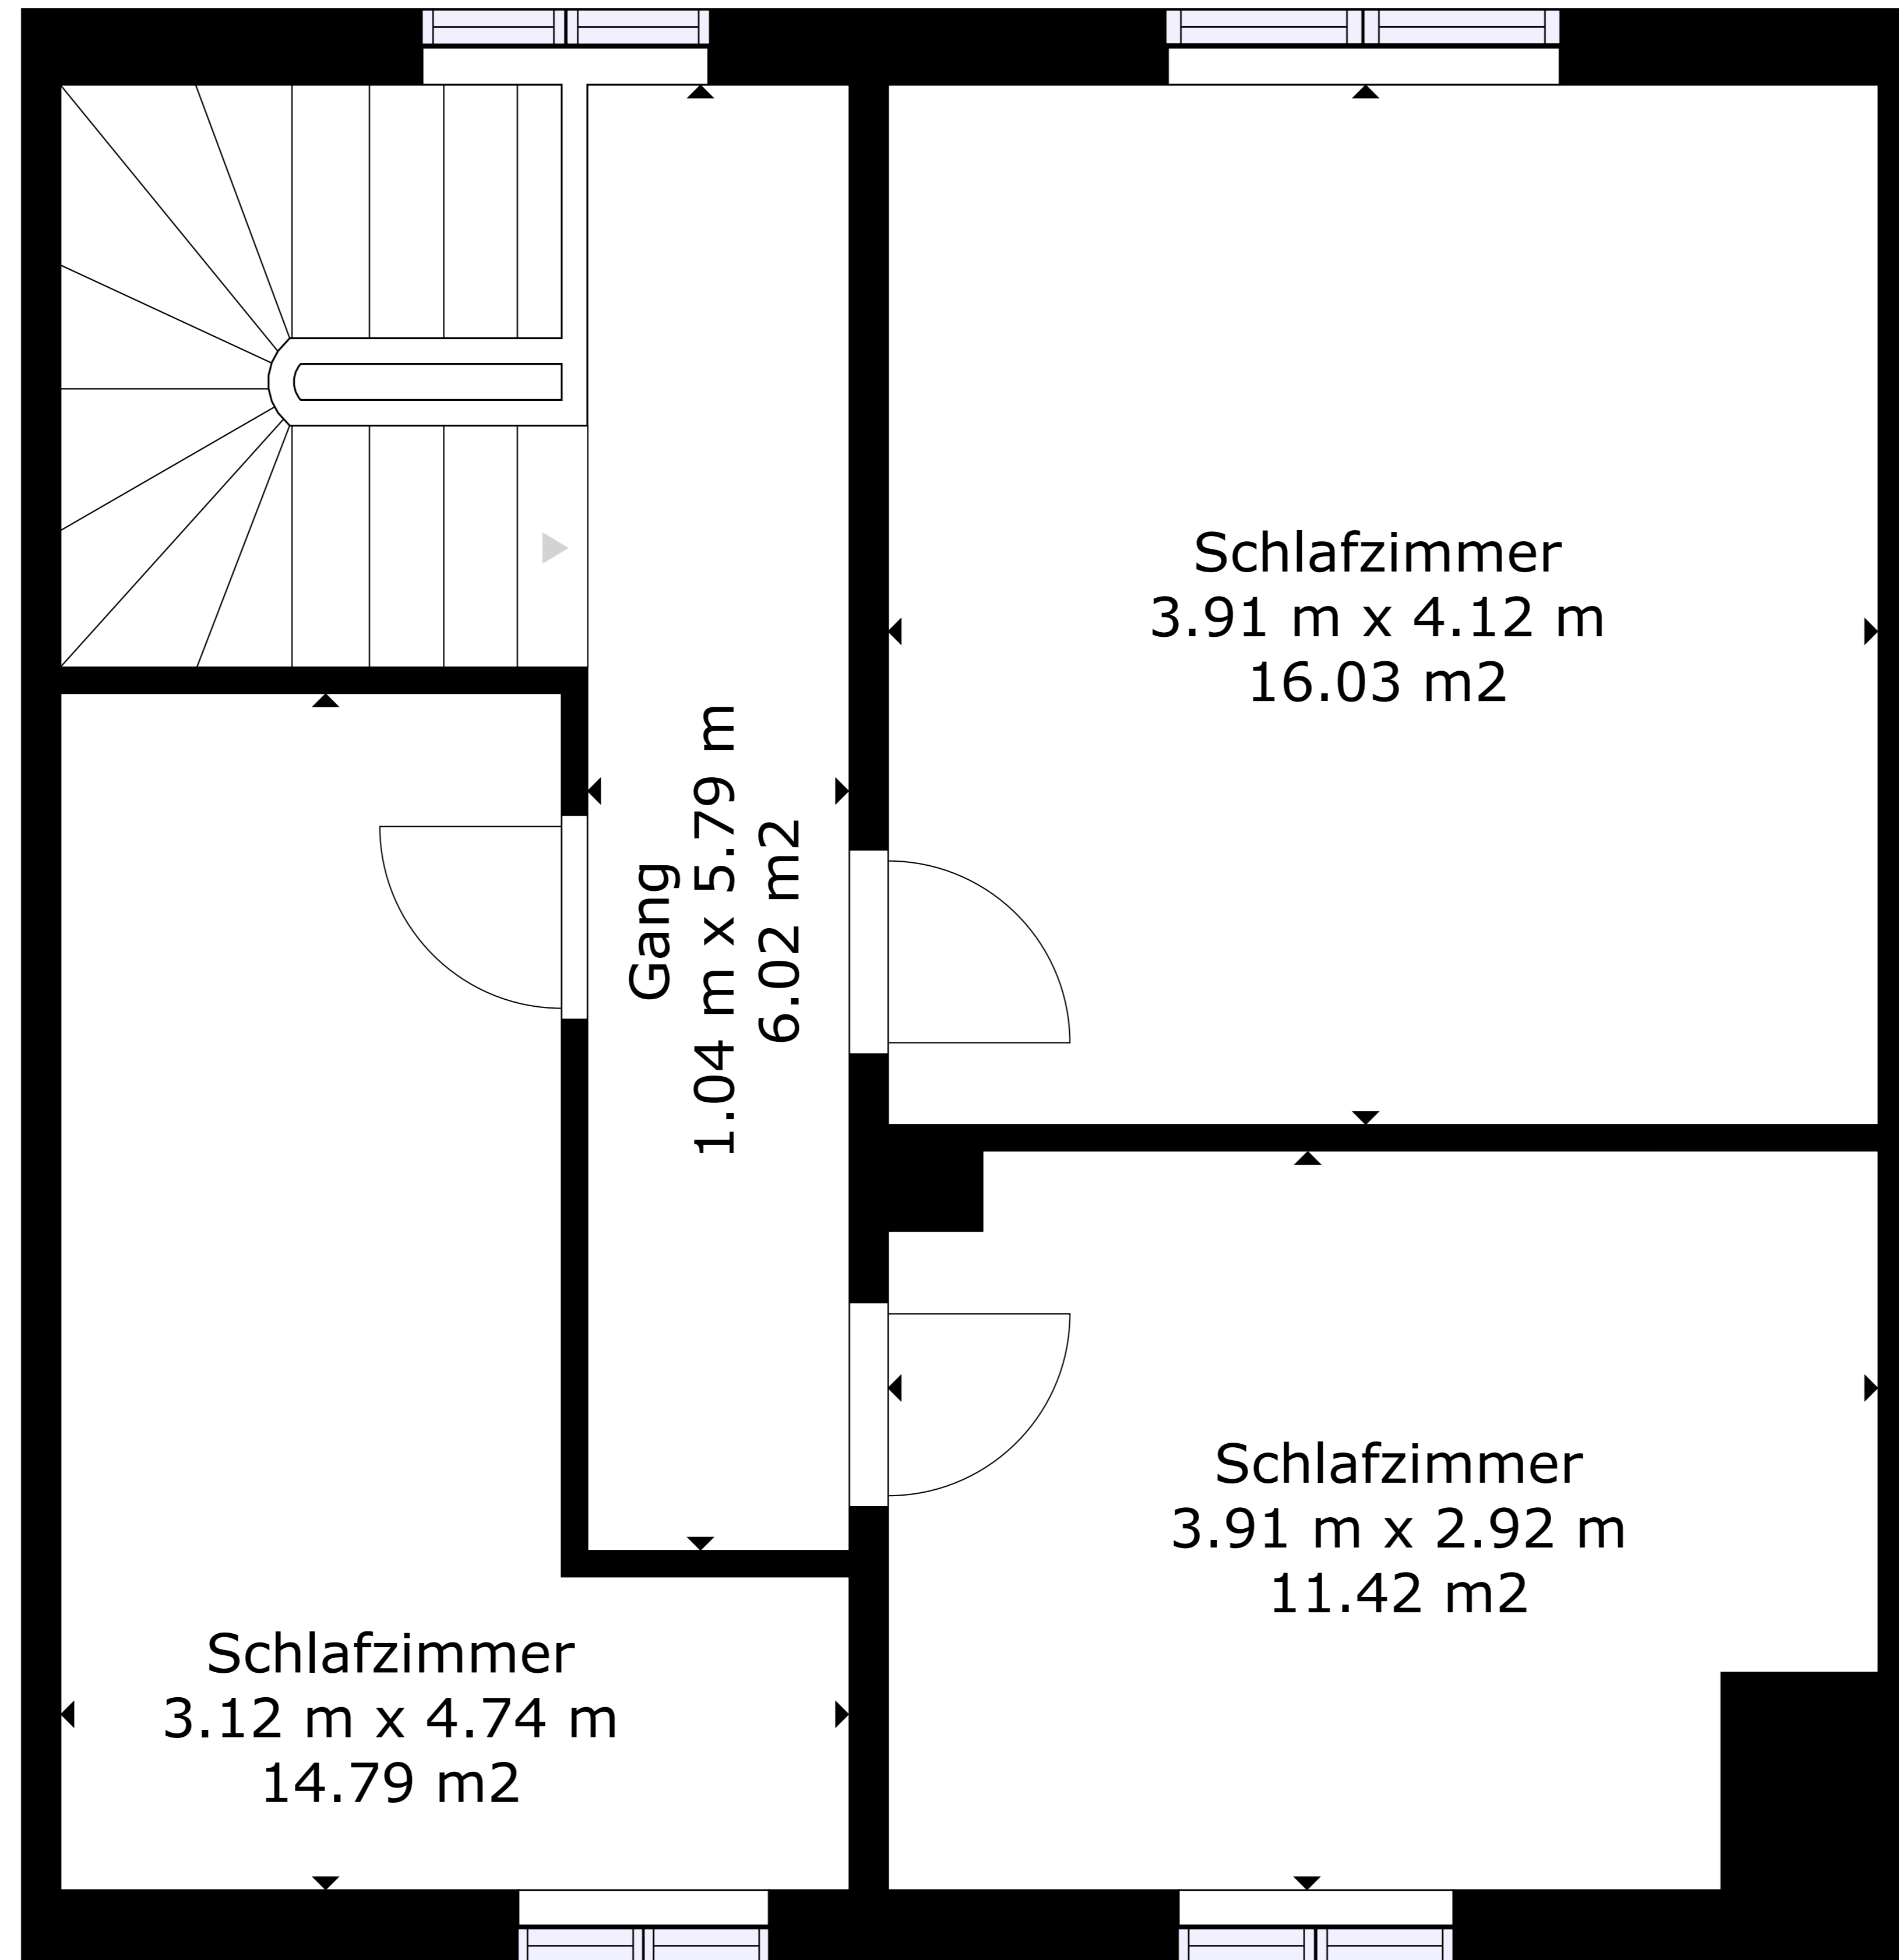 Schlafzimmer
3.91 m x 4.12 m
16.03 m2
Gang
1.04 m x 5.79 m
6.02 m2
Schlafzimmer
3.91 m x 2.92 m
11.42 m2
Schlafzimmer
3.12 m x 4.74 m
14.79 m2